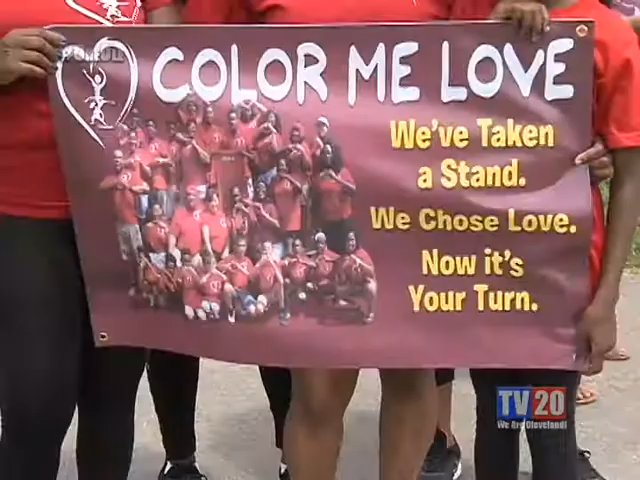 COLOR ME LOVE
We've Taken
a Stand.
We Chose Love.
Now it's
Your Turn.
TV20
We Are Cleveland!